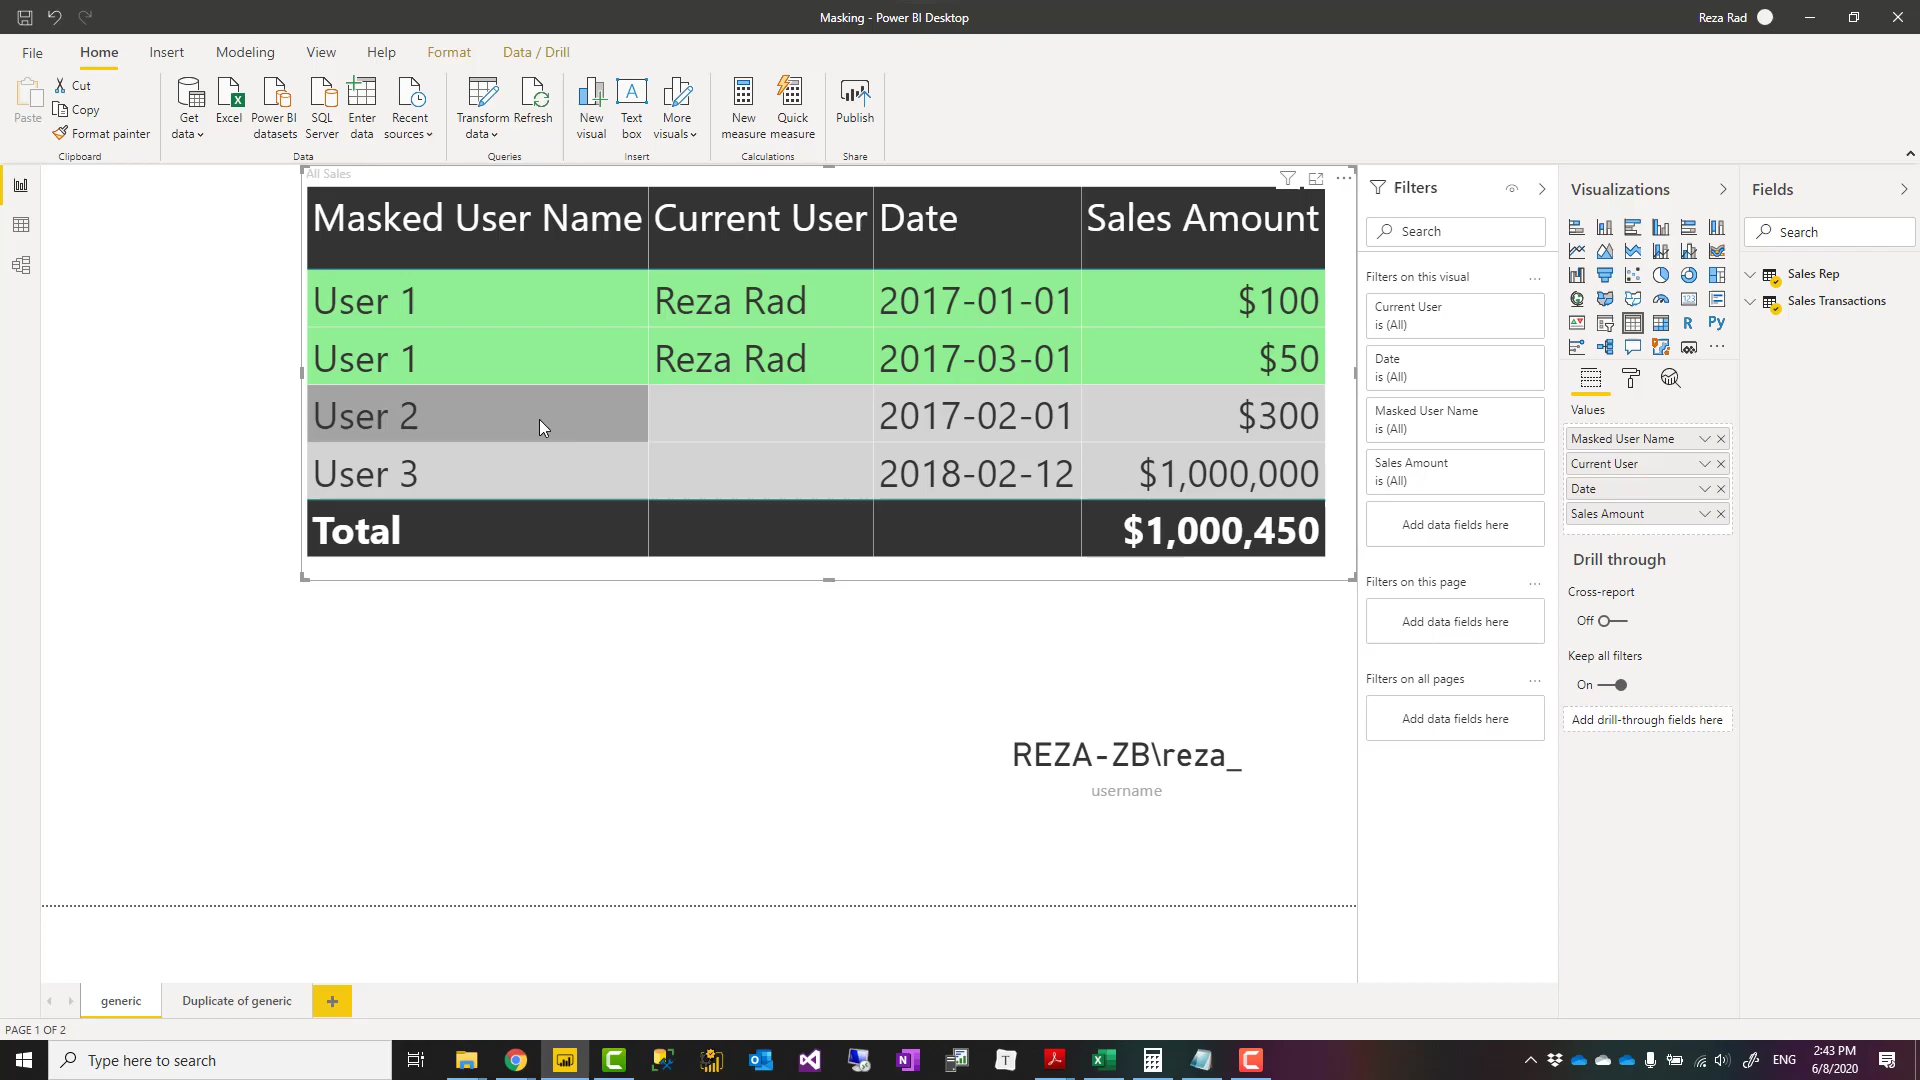 Masking - Power BI Desktop
Reza Rad
File Home Insert Modeling View Help Format Data / Drill
Paste
Cut
Copy
Format painter
Clipboard
Get data
Excel
Power BI datasets
SQL Server
Enter data
Recent sources
Data
Transform data
Refresh
Queries
New visual
Text box
More visuals
Insert
New measure
Quick measure
Calculations
Publish
Share
All Sales
Masked User Name Current User Date Sales Amount
User 1 Reza Rad 2017-01-01 $100
User 1 Reza Rad 2017-03-01 $50
User 2 2017-02-01 $300
User 3 2018-02-12 $1,000,000
Total $1,000,450
REZA-ZB\reza_
username
Filters
Search
Filters on this visual ...
Current User
is (All)
Date
is (All)
Masked User Name
is (All)
Sales Amount
is (All)
Add data fields here
Filters on this page ...
Add data fields here
Filters on all pages ...
Add data fields here
Visualizations
R Py
Values
Masked User Name
Current User
Date
Sales Amount
Drill through
Cross-report
Off
Keep all filters
On
Add drill-through fields here
Fields
Search
Sales Rep
Sales Transactions
generic Duplicate of generic +
PAGE 1 OF 2
Type here to search
ENG
2:43 PM
6/8/2020